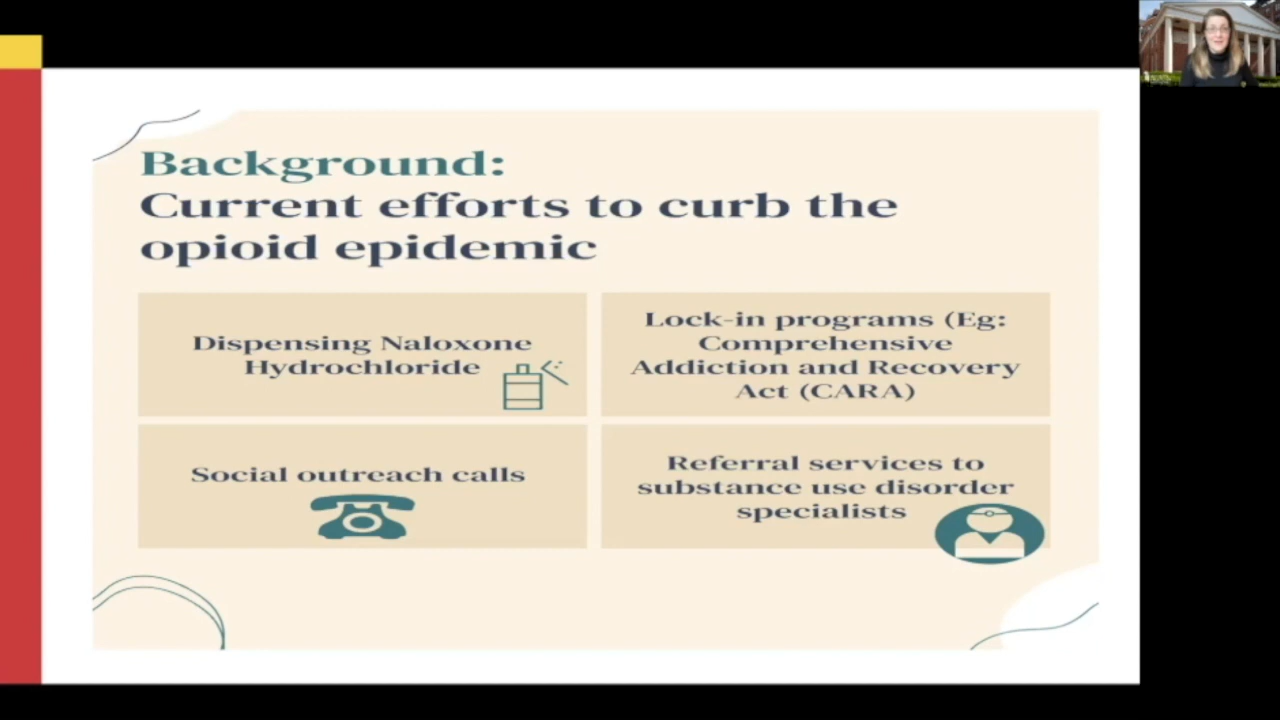 Background:
Current efforts to curb the
opioid epidemic
Dispensing Naloxone
Hydrochloride
Lock-in programs (Eg:
Comprehensive
Addiction and Recovery
Act (CARA)
Social outreach calls
Referral services to
substance use disorder
specialists